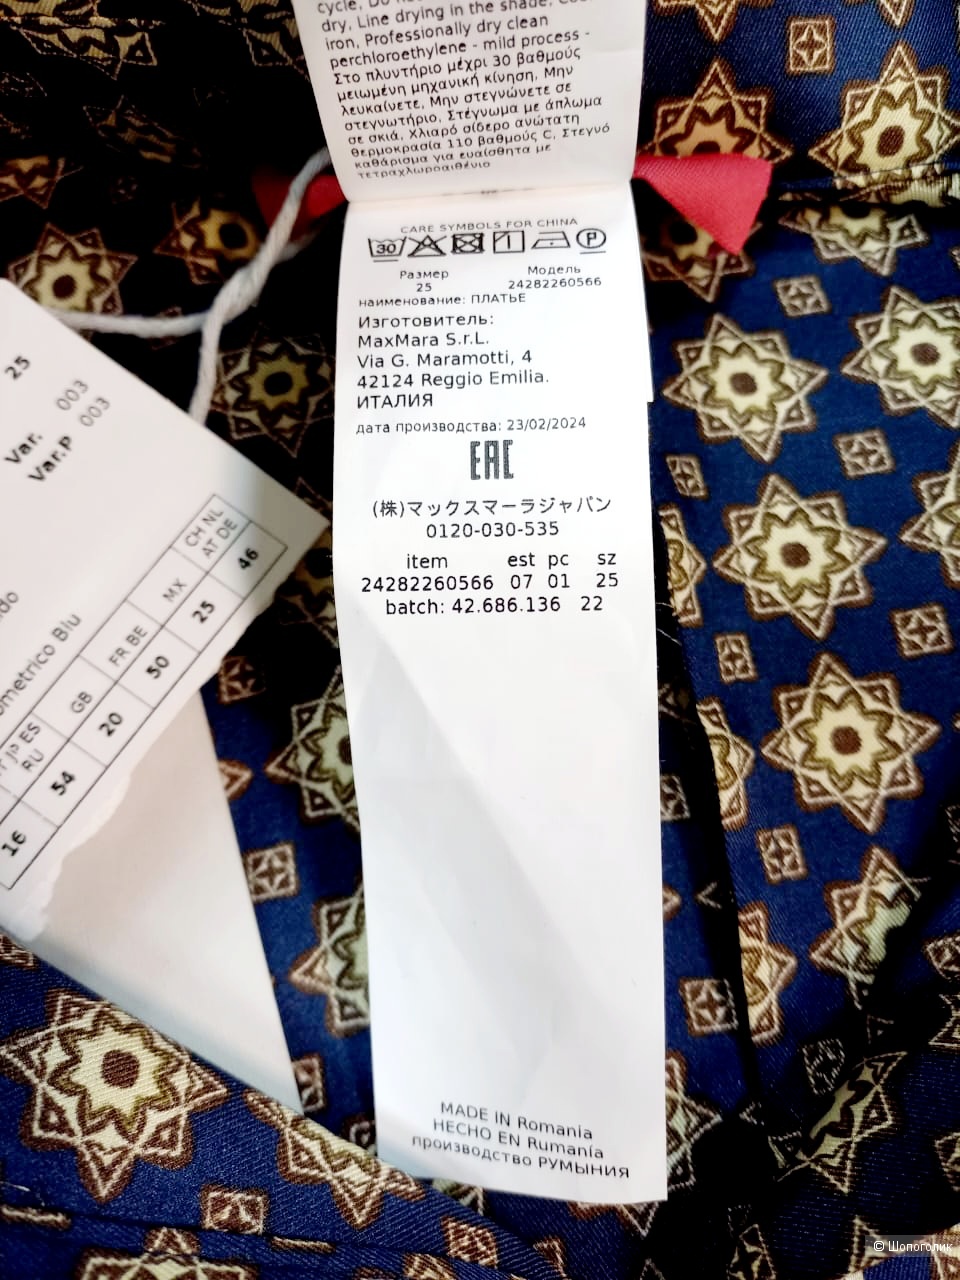 dry, Line drying in the shade,
iron, Professionally dry clean
perchloroethylene - mild process -
Στο πλυντήριο μέχρι 30 βαθμούς
μειωμένη μηχανική κίνηση, Μην
λευκαίνετε, Μην στεγνώνετε σε
στεγνωτήριο, Στέγνωμα με άπλωμα
σε σκιά, Χλιαρό σίδερο ανώτατη
θερμοκρασία 110 βαθμούς C, Στεγνό
καθάρισμα για ευαίσθητα με
τετραχλωροαιθένιο
CARE SYMBOLS FOR CHINA
30 P
Размер Модель
25 24282260566
наименование: ПЛАТЬЕ
Изготовитель:
MaxMara S.r.L.
Via G. Maramotti, 4
42124 Reggio Emilia.
ИТАЛИЯ
дата производства: 23/02/2024
EAC
(株)マックスマーラジャパン
0120-030-535
item est pc sz
24282260566 07 01 25
batch: 42.686.136 22
MADE IN Romania
HECHO EN Rumanía
производство РУМЫНИЯ
25
Var. 003
Var.P 003
Blu
JP ES RU GB FR BE MX CH NL AT DE
16 54 20 50 25 46
© Шопоголик